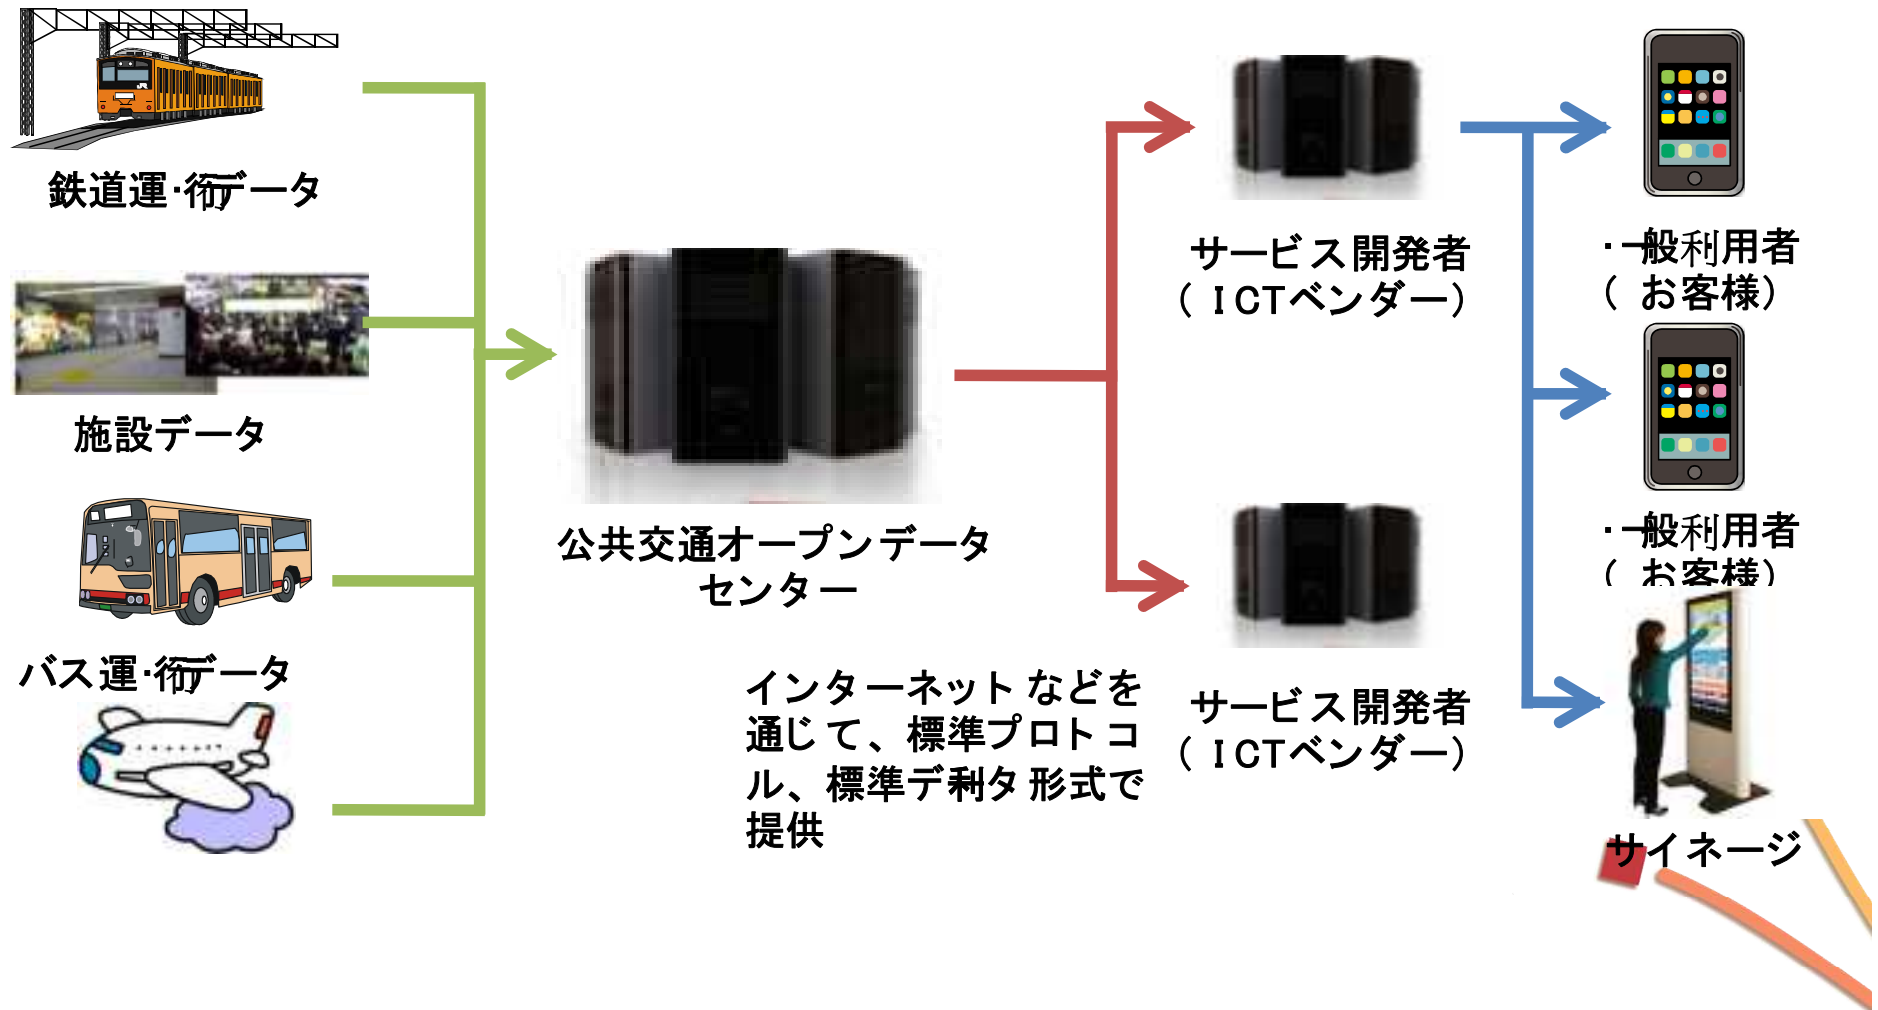 JR
鉄道運行データ
施設データ
バス運行データ
公共交通オープンデータ
センター
インターネットなどを
通じて、標準プロトコ
ル、標準データ形式で
提供
サービス開発者
(ICTベンダー)
サービス開発者
(ICTベンダー)
一般利用者
(お客様)
一般利用者
(お客様)
サイネージ